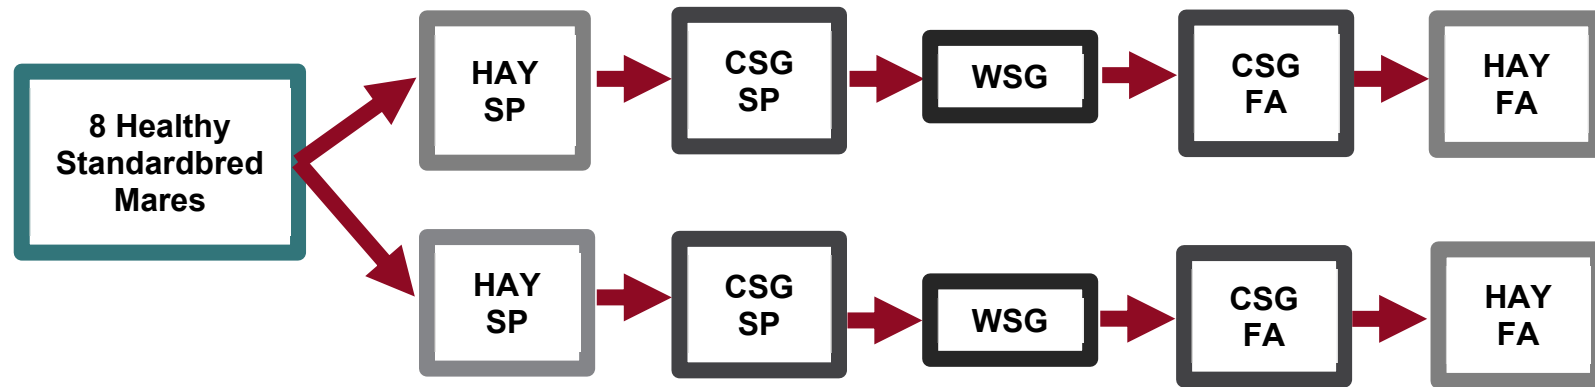 8 Healthy
Standardbred
Mares
HAY
SP
CSG
SP
WSG
CSG
FA
HAY
FA
HAY
SP
CSG
SP
WSG
CSG
FA
HAY
FA